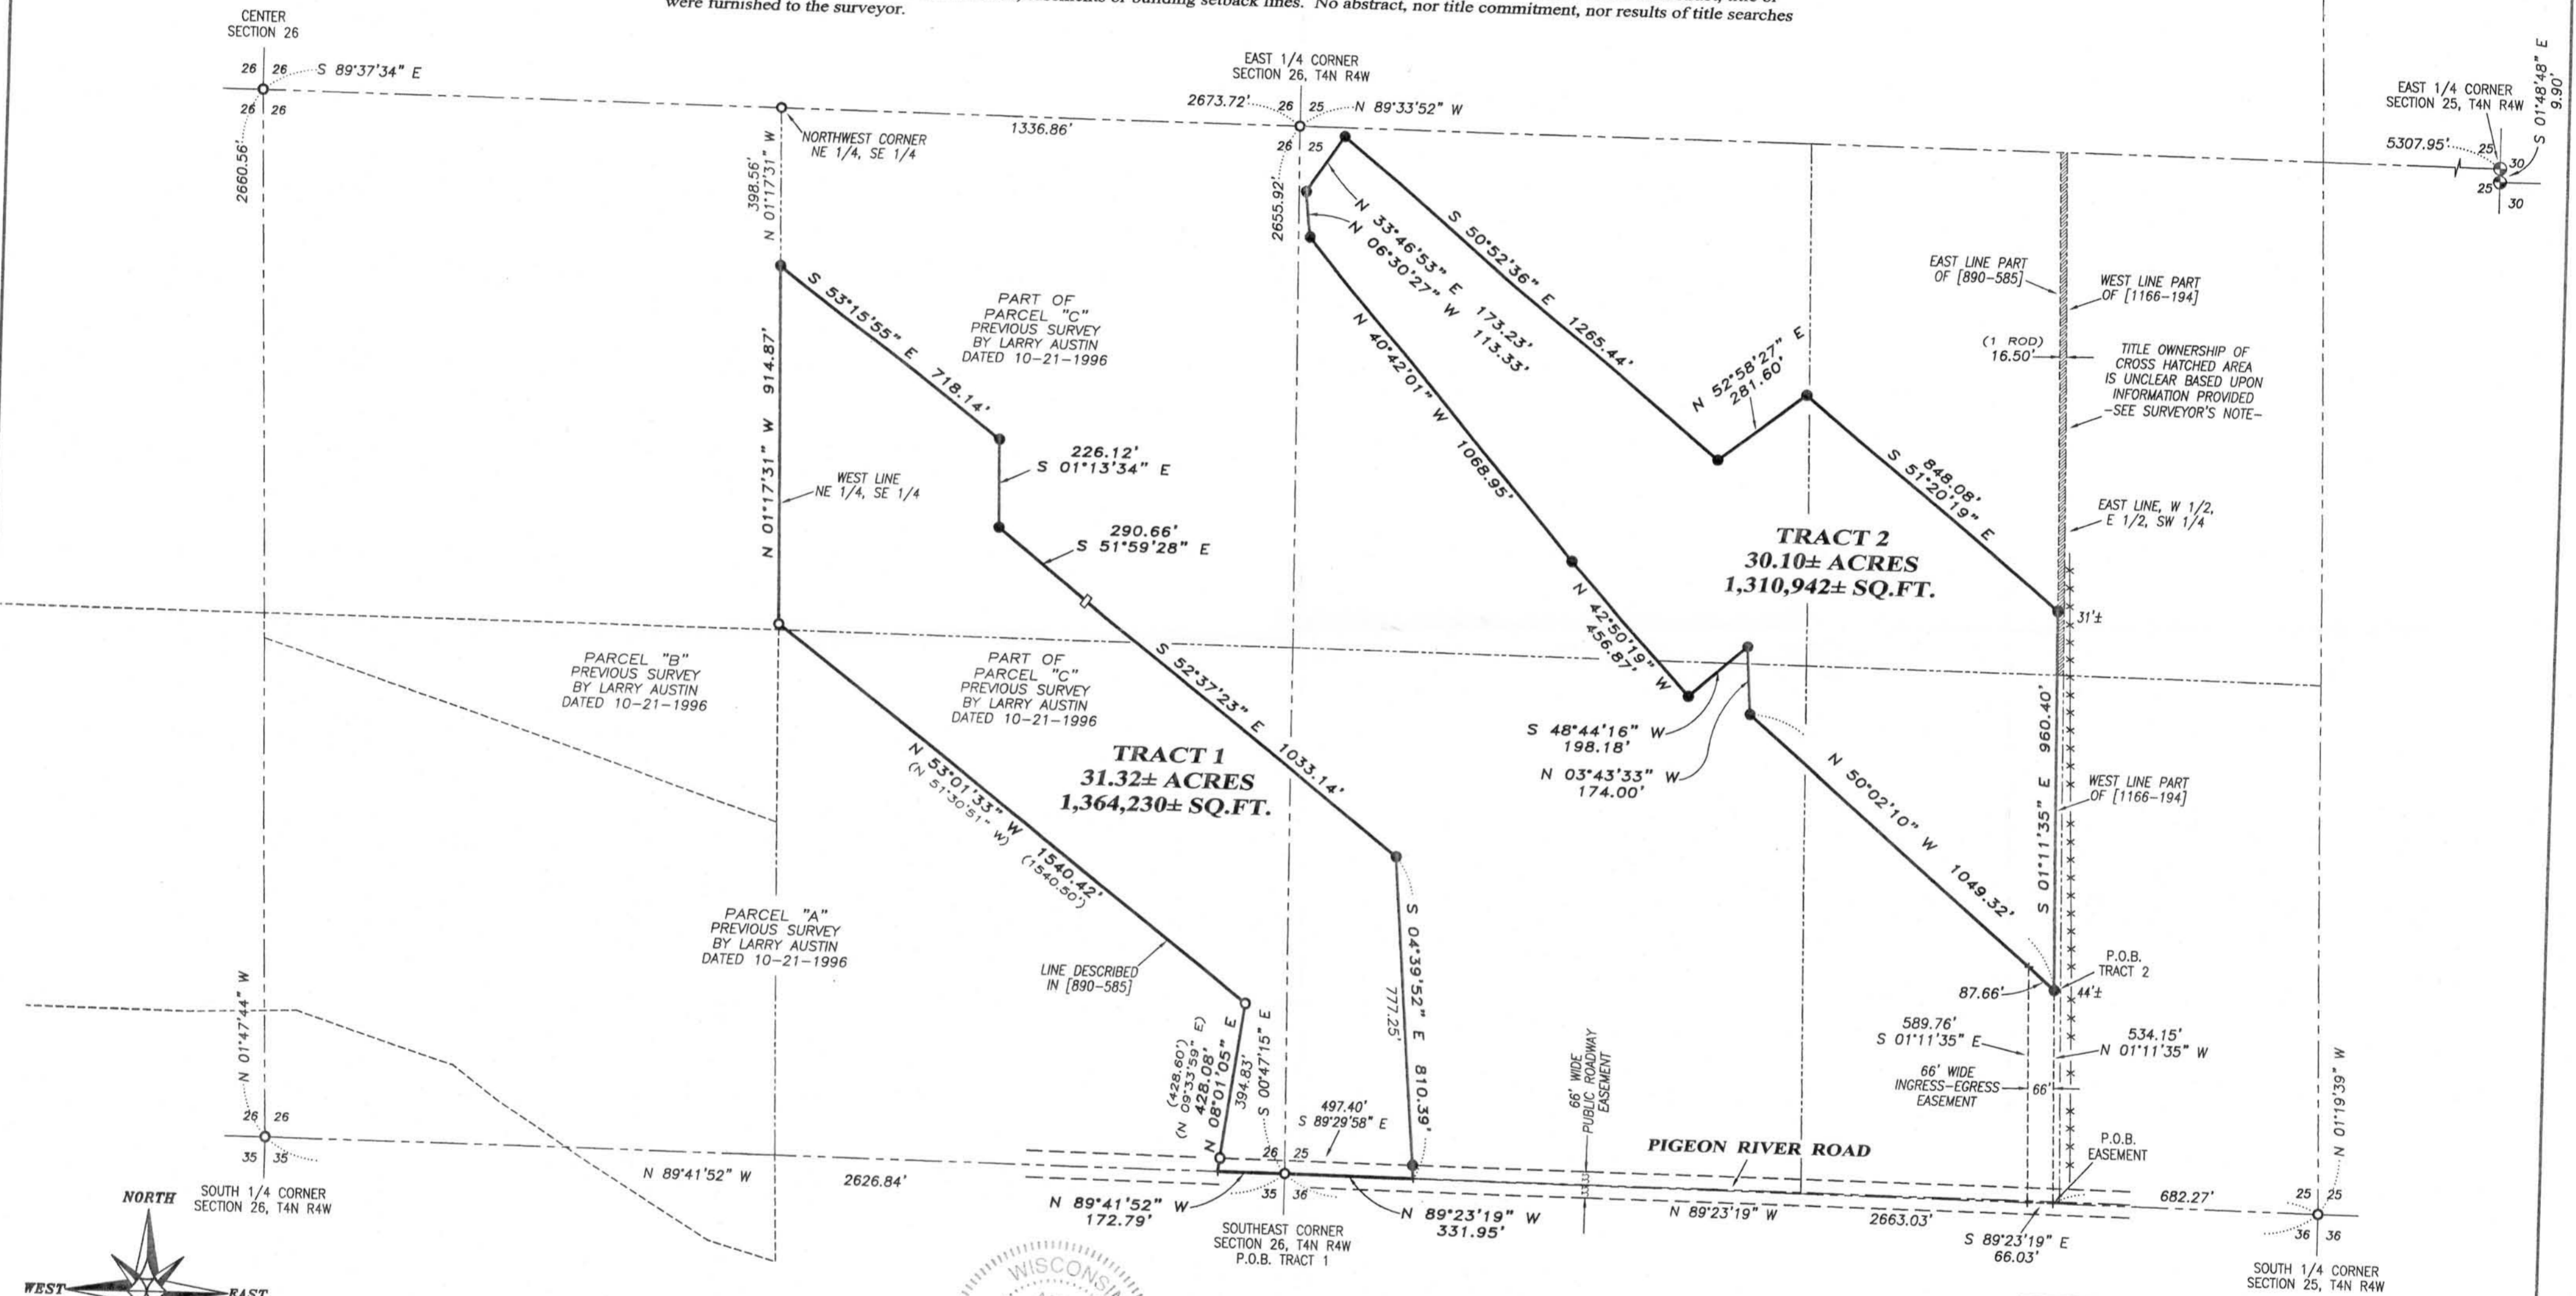 were furnished to the surveyor.
building setback lines. No abstract, nor title commitment, nor results of title searches
CENTER
SECTION 26
26 26
S 89°37'34" E
26 26
2660.56'
1336.86'
NORTHWEST CORNER
NE 1/4, SE 1/4
398.56'
N 01°17'31" W
EAST 1/4 CORNER
SECTION 26, T4N R4W
2673.72'
26 25
N 89°33'52" W
26 25
2655.92'
EAST 1/4 CORNER
SECTION 25, T4N R4W
5307.95'
25 30
25 30
S 01°48'48" E
9.90'
S 53°15'55" E 718.14'
N 01°17'31" W 914.87'
PART OF
PARCEL "C"
PREVIOUS SURVEY
BY LARRY AUSTIN
DATED 10-21-1996
WEST LINE
NE 1/4, SE 1/4
226.12'
S 01°13'34" E
290.66'
S 51°59'28" E
N 33°46'53" E 173.23'
N 06°30'27" W 113.33'
S 50°52'36" E 1265.44'
N 40°42'01" W 1068.95'
N 52°58'27" E
281.60'
848.08'
S 51°20'19" E
EAST LINE PART
OF [890-585]
WEST LINE PART
OF [1166-194]
(1 ROD)
16.50'
TITLE OWNERSHIP OF
CROSS HATCHED AREA
IS UNCLEAR BASED UPON
INFORMATION PROVIDED
-SEE SURVEYOR'S NOTE-
EAST LINE, W 1/2,
E 1/2, SW 1/4
TRACT 2
30.10± ACRES
1,310,942± SQ.FT.
31'±
N 42°50'19" W
456.87'
S 48°44'16" W
198.18'
N 03°43'33" W
174.00'
PARCEL "B"
PREVIOUS SURVEY
BY LARRY AUSTIN
DATED 10-21-1996
PART OF
PARCEL "C"
PREVIOUS SURVEY
BY LARRY AUSTIN
DATED 10-21-1996
S 52°37'23" E 1033.14'
TRACT 1
31.32± ACRES
1,364,230± SQ.FT.
N 53°01'33" W 1540.42'
(N 51°30'51" W) (1540.50')
N 50°02'10" W 1049.32'
S 01°11'35" E 960.40'
WEST LINE PART
OF [1166-194]
PARCEL "A"
PREVIOUS SURVEY
BY LARRY AUSTIN
DATED 10-21-1996
LINE DESCRIBED
IN [890-585]
S 04°39'52" E 810.39'
777.25'
P.O.B.
TRACT 2
87.66'
44'±
589.76'
S 01°11'35" E
534.15'
N 01°11'35" W
66' WIDE
INGRESS-EGRESS
EASEMENT
66'
N 01°47'44" W
(N 09°33'59" E)
(428.60')
N 08°01'05" E
428.08'
394.83'
S 00°47'15" E
497.40'
S 89°29'58" E
66' WIDE
PUBLIC ROADWAY
EASEMENT
PIGEON RIVER ROAD
P.O.B.
EASEMENT
N 01°19'39" W
26 26
35 35
SOUTH 1/4 CORNER
SECTION 26, T4N R4W
N 89°41'52" W
2626.84'
26 25
35 36
N 89°41'52" W
172.79'
SOUTHEAST CORNER
SECTION 26, T4N R4W
P.O.B. TRACT 1
N 89°23'19" W
331.95'
N 89°23'19" W
2663.03'
S 89°23'19" E
66.03'
682.27'
25 25
36 36
SOUTH 1/4 CORNER
SECTION 25, T4N R4W
NORTH
WEST
EAST
WISCONSIN